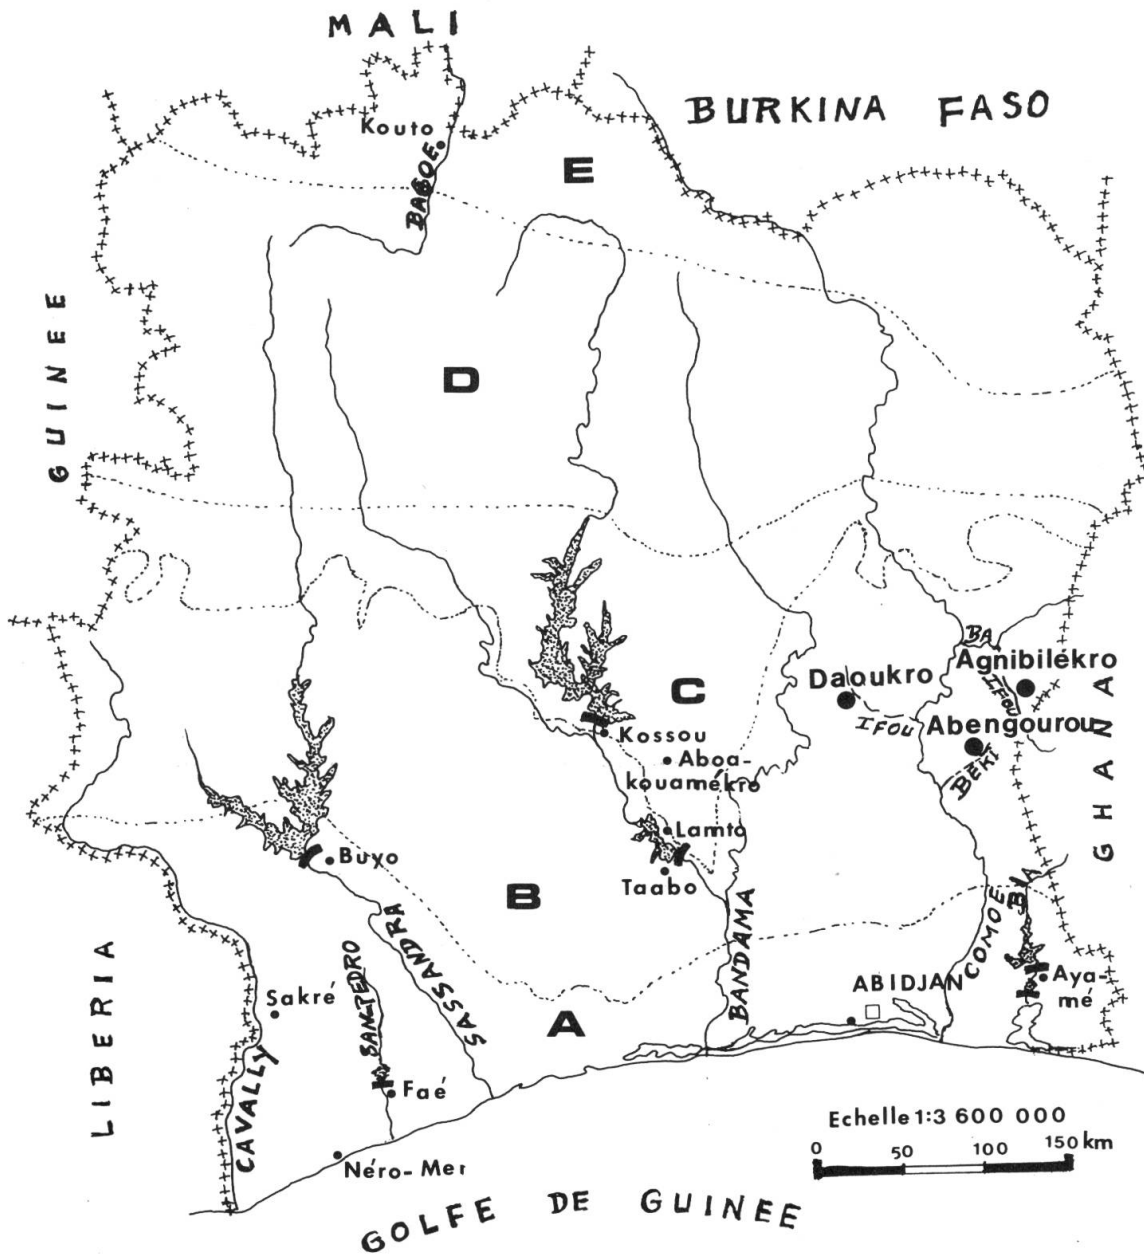 MALI
BURKINA FASO
Kouto
BAGOE
E
GUINEE
D
BA
Agnibilékro
Daoukro
IFOU
C
IFOU
Abengourou
Kossou
BÉKI
Aboa-
kouamékro
GHANA
Lamto
Buyo
Taabo
B
BIA
COMOE
BANDAMA
SASSANDRA
SAN-PEDRO
LIBERIA
Sakré
ABIDJAN
Aya-
mé
A
CAVALLY
Faé
Echelle 1:3 600 000
0 50 100 150 km
Néro-Mer
GOLFE DE GUINEE